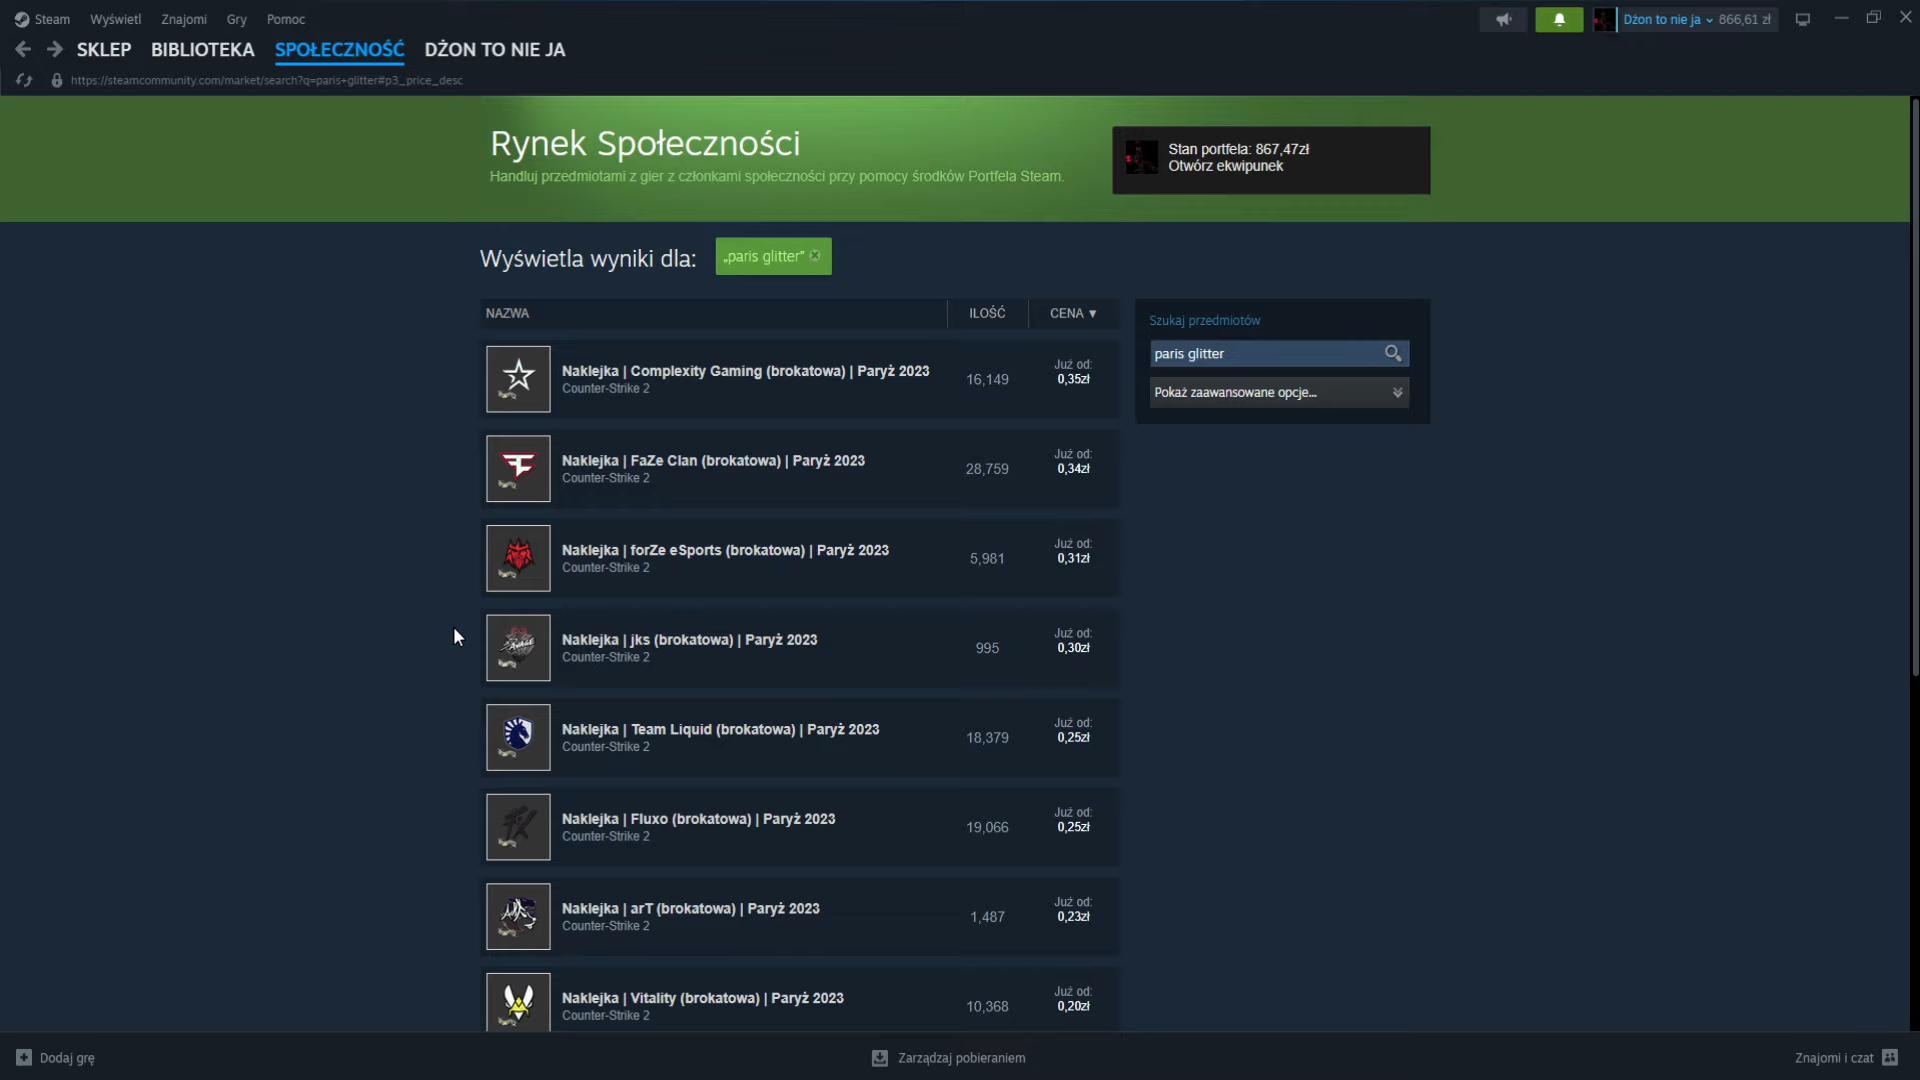 Steam Wyświetl Znajomi Gry Pomoc
Dżon to nie ja 866,61 zł
SKLEP BIBLIOTEKA SPOŁECZNOŚĆ DŻON TO NIE JA
https://steamcommunity.com/market/search?q=paris+glitter#p3_price_desc
Rynek Społeczności
Handluj przedmiotami z gier z członkami społeczności przy pomocy środków Portfela Steam.
Stan portfela: 867,47zł
Otwórz ekwipunek
Wyświetla wyniki dla: „paris glitter”
NAZWA ILOŚĆ CENA ▼
Naklejka | Complexity Gaming (brokatowa) | Paryż 2023
Counter-Strike 2
16,149
Już od:
0,35zł
Naklejka | FaZe Clan (brokatowa) | Paryż 2023
Counter-Strike 2
28,759
Już od:
0,34zł
Naklejka | forZe eSports (brokatowa) | Paryż 2023
Counter-Strike 2
5,981
Już od:
0,31zł
Naklejka | jks (brokatowa) | Paryż 2023
Counter-Strike 2
995
Już od:
0,30zł
Naklejka | Team Liquid (brokatowa) | Paryż 2023
Counter-Strike 2
18,379
Już od:
0,25zł
Naklejka | Fluxo (brokatowa) | Paryż 2023
Counter-Strike 2
19,066
Już od:
0,25zł
Naklejka | arT (brokatowa) | Paryż 2023
Counter-Strike 2
1,487
Już od:
0,23zł
Naklejka | Vitality (brokatowa) | Paryż 2023
Counter-Strike 2
10,368
Już od:
0,20zł
Szukaj przedmiotów
paris glitter
Pokaż zaawansowane opcje...
Dodaj grę
Zarządzaj pobieraniem
Znajomi i czat